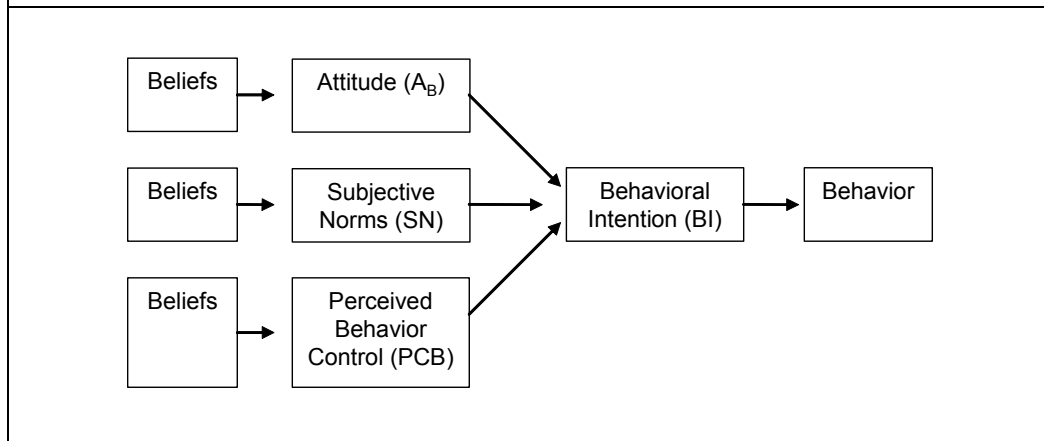 Beliefs
Attitude (A_B)
Beliefs
Subjective
Norms (SN)
Behavioral
Intention (BI)
Behavior
Beliefs
Perceived
Behavior
Control (PCB)